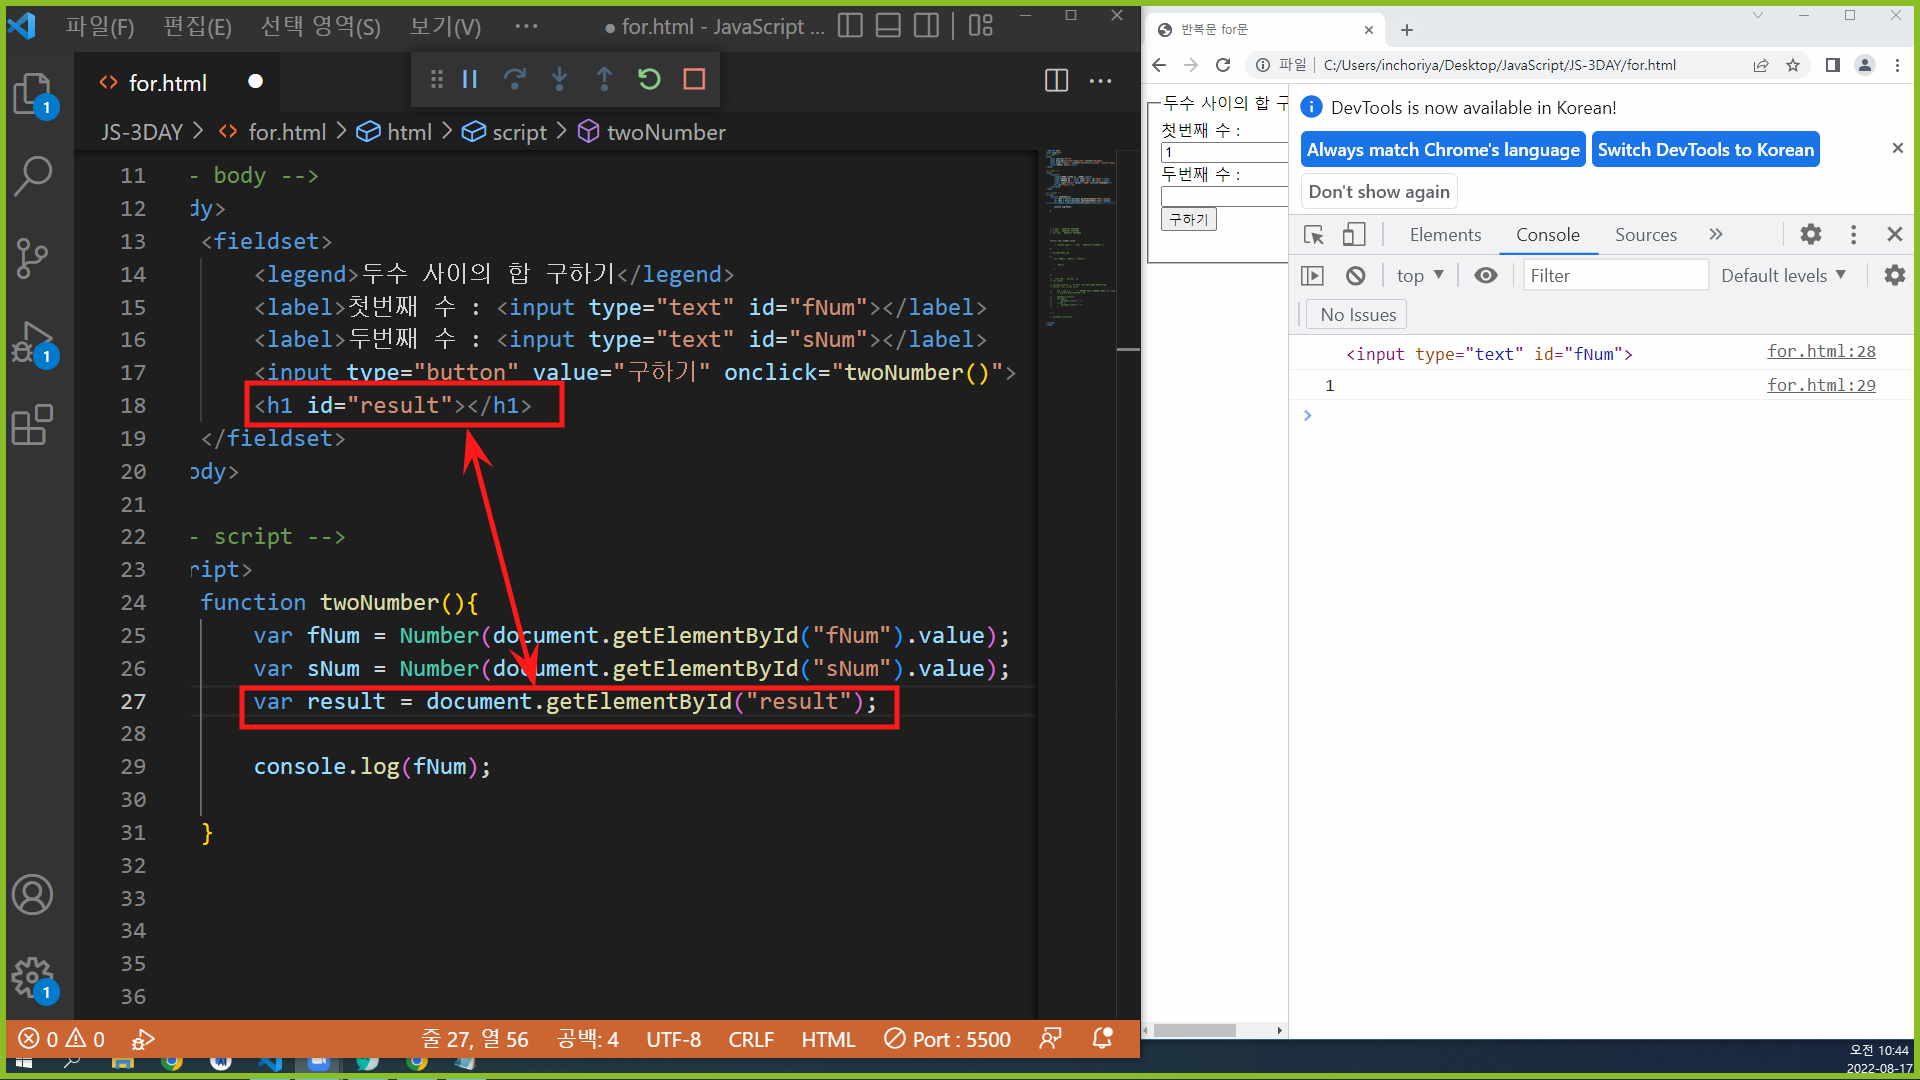 파일(F) 편집(E) 선택 영역(S) 보기(V) ··· ● for.html - JavaScript ...
for.html
JS-3DAY > for.html > html > script > twoNumber
11 - body -->
12 dy>
13 <fieldset>
14 <legend>두수 사이의 합 구하기</legend>
15 <label>첫번째 수 : <input type="text" id="fNum"></label>
16 <label>두번째 수 : <input type="text" id="sNum"></label>
17 <input type="button" value="구하기" onclick="twoNumber()">
18 <h1 id="result"></h1>
19 </fieldset>
20 ody>
21
22 - script -->
23 ript>
24 function twoNumber(){
25 var fNum = Number(document.getElementById("fNum").value);
26 var sNum = Number(document.getElementById("sNum").value);
27 var result = document.getElementById("result");
28
29 console.log(fNum);
30
31 }
32
33
34
35
36
1
1
1
0 0 줄 27, 열 56 공백: 4 UTF-8 CRLF HTML Port : 5500
반복문 for문
파일 C:/Users/inchoriya/Desktop/JavaScript/JS-3DAY/for.html
두수 사이의 합 구
첫번째 수 :
1
두번째 수 :
구하기
DevTools is now available in Korean!
Always match Chrome's language Switch DevTools to Korean
Don't show again
Elements Console Sources
top Filter Default levels
No Issues
<input type="text" id="fNum"> for.html:28
1 for.html:29
오전 10:44
2022-08-17